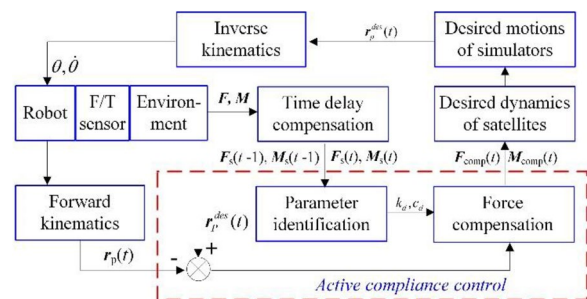 Inverse
kinematics
r_p^des(t)
Desired motions
of simulators
θ, θ̇
Robot
F/T
sensor
Environ-
ment
F, M
Time delay
compensation
Desired dynamics
of satellites
F_s(t -1), M_s(t -1)
F_s(t), M_s(t)
F_comp(t) M_comp(t)
Forward
kinematics
r_p^des(t)
Parameter
identification
k_d, c_d
Force
compensation
r_p(t)
-
+
Active compliance control